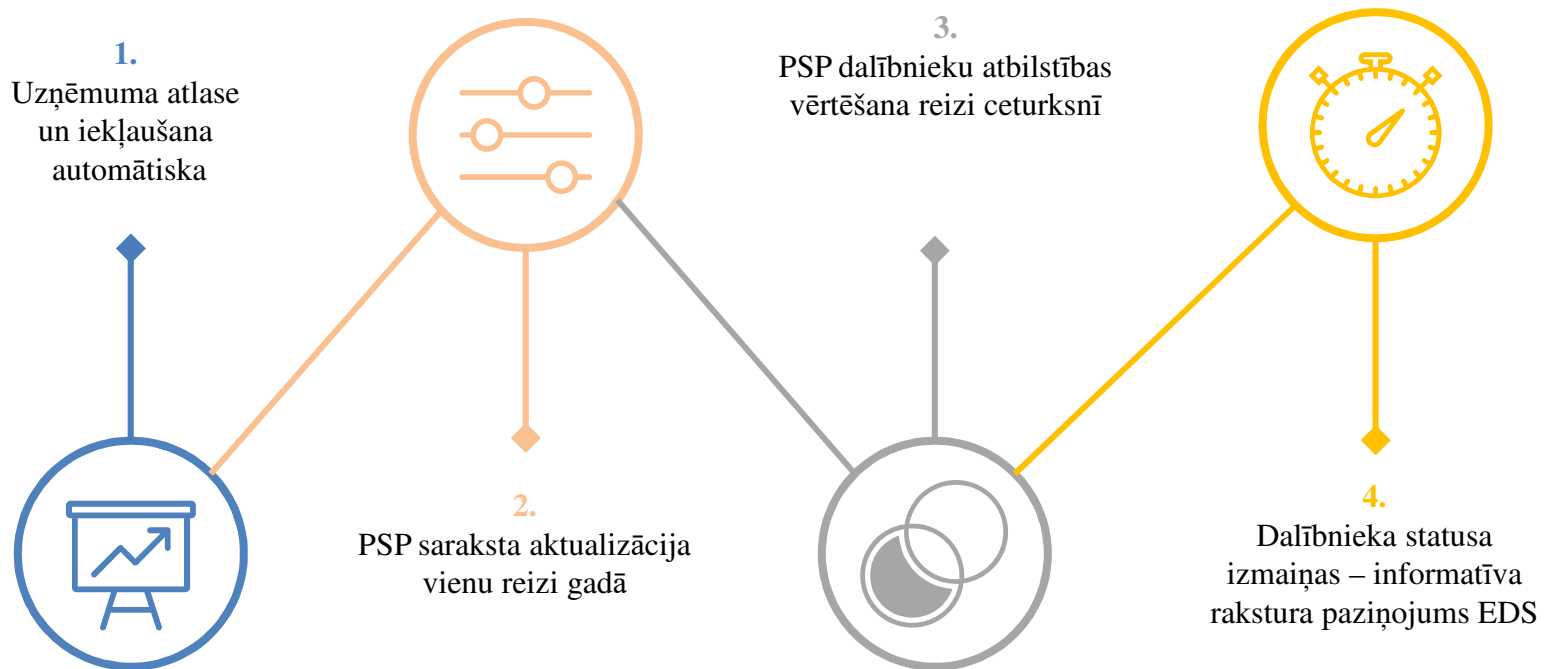 1.
Uzņēmuma atlase
un iekļaušana
automātiska
2.
PSP saraksta aktualizācija
vienu reizi gadā
3.
PSP dalībnieku atbilstības
vērtēšana reizi ceturksnī
4.
Dalībnieka statusa
izmaiņas – informatīva
rakstura paziņojums EDS